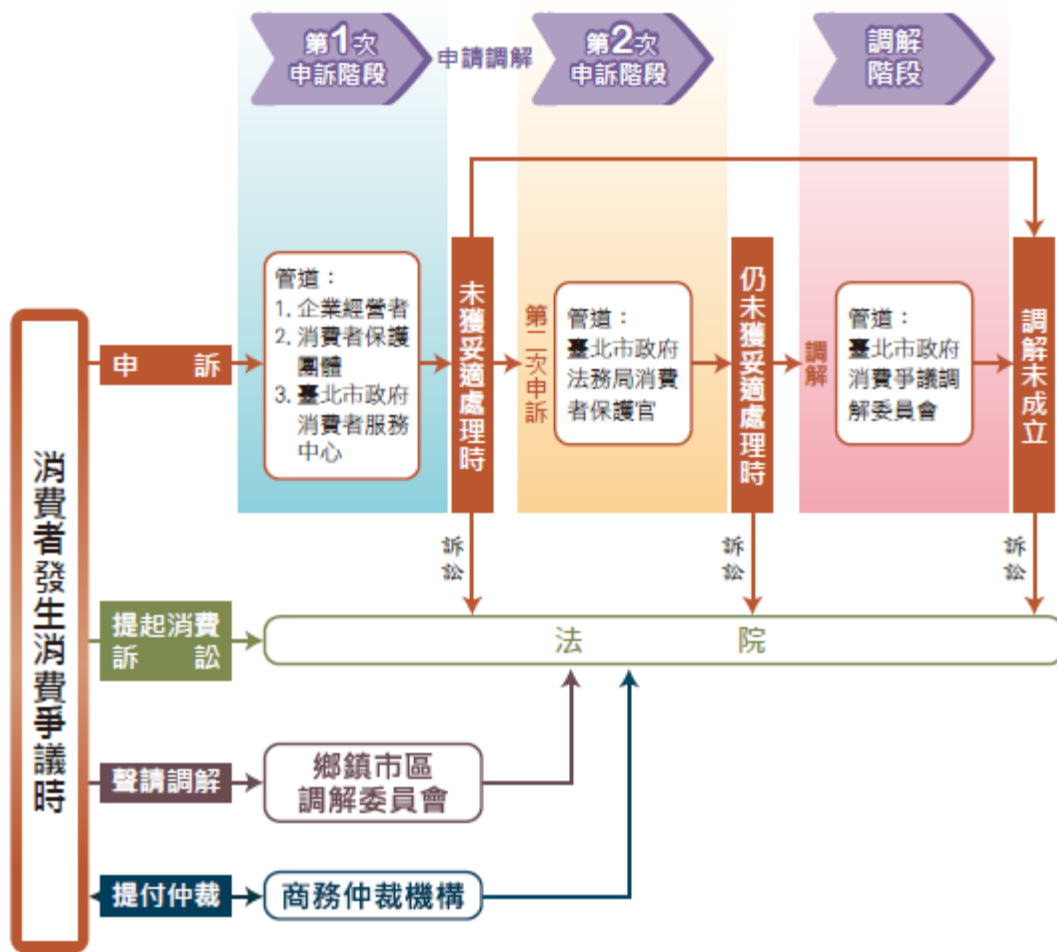 第1次
申訴階段
申請調解
第2次
申訴階段
調解
階段
消費者發生消費爭議時
申 訴
管道：
1. 企業經營者
2. 消費者保護
團體
3. 臺北市政府
消費者服務
中心
未獲妥適處理時
第二次申訴
管道：
臺北市政府
法務局消費
者保護官
仍未獲妥適處理時
調解
管道：
臺北市政府
消費爭議調
解委員會
調解未成立
訴訟
訴訟
訴訟
提起消費
訴 訟
法 院
聲請調解
鄉鎮市區
調解委員會
提付仲裁
商務仲裁機構